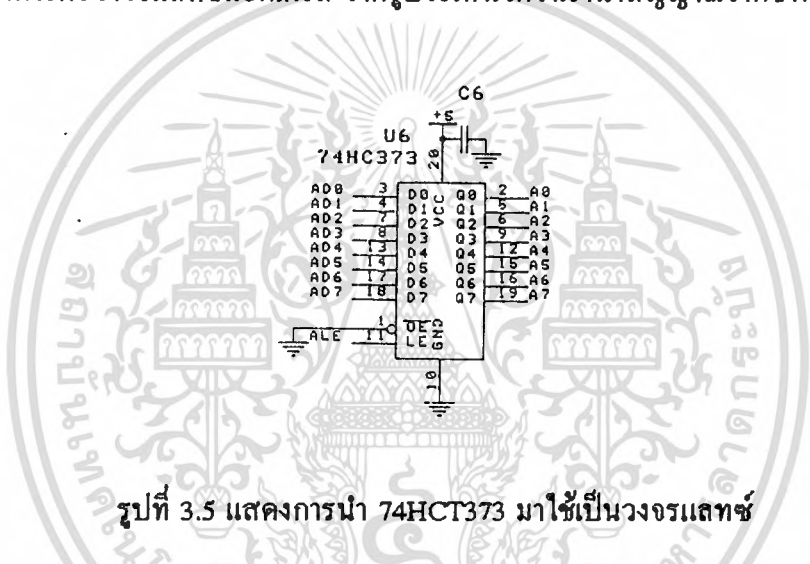 C6
+5
U6
74HC373
20
AD0 3 D0 Q0 2 A0
AD1 4 D1 Q1 5 A1
AD2 7 D2 Q2 6 A2
AD3 8 D3 Q3 9 A3
AD4 13 D4 Q4 12 A4
AD5 14 D5 Q5 15 A5
AD6 17 D6 Q6 16 A6
AD7 18 D7 Q7 19 A7
VCC
1 OE
ALE 11 LE
GND
10
รูปที่ 3.5 แสดงการนำ 74HCT373 มาใช้เป็นวงจรแลทซ์